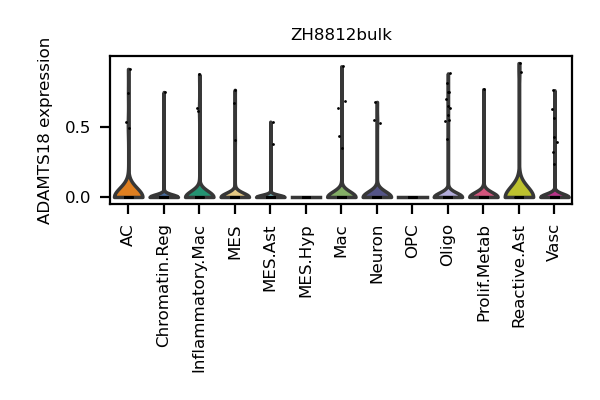 ZH8812bulk
ADAMTS18 expression
0.5
0.0
AC
Chromatin.Reg
Inflammatory.Mac
MES
MES.Ast
MES.Hyp
Mac
Neuron
OPC
Oligo
Prolif.Metab
Reactive.Ast
Vasc